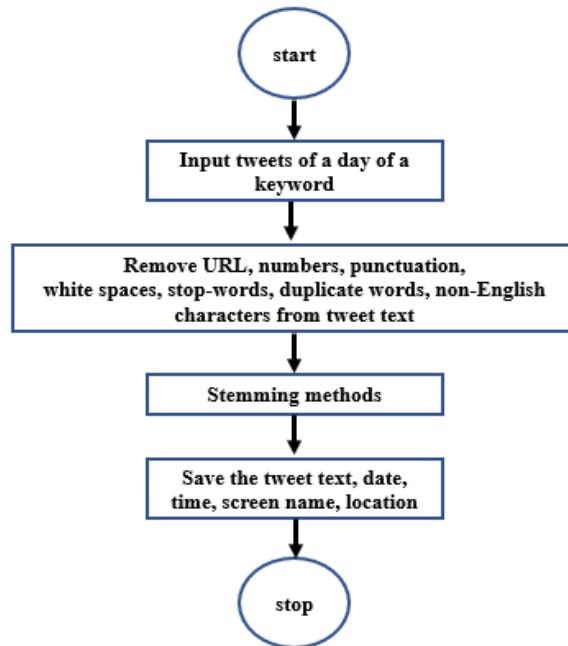 start
Input tweets of a day of a
keyword
Remove URL, numbers, punctuation,
white spaces, stop-words, duplicate words, non-English
characters from tweet text
Stemming methods
Save the tweet text, date,
time, screen name, location
stop